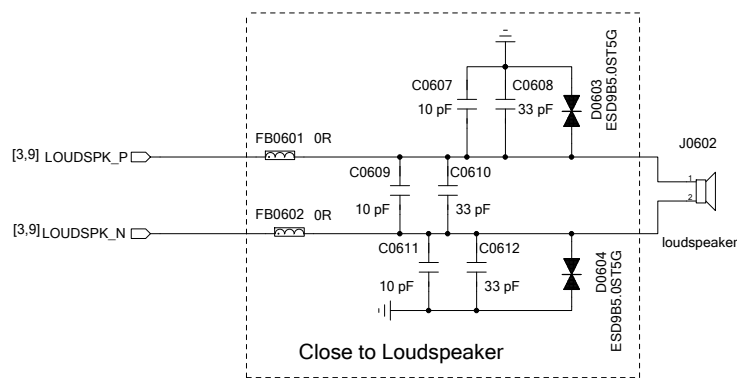 C0607
C0608
10 pF
33 pF
D0603
ESD9B5.0ST5G
FB0601 0R
[3,9] LOUDSPK_P
J0602
C0609
C0610
1
10 pF
33 pF
2
FB0602 0R
[3,9] LOUDSPK_N
loudspeaker
C0611
C0612
10 pF
33 pF
D0604
ESD9B5.0ST5G
Close to Loudspeaker